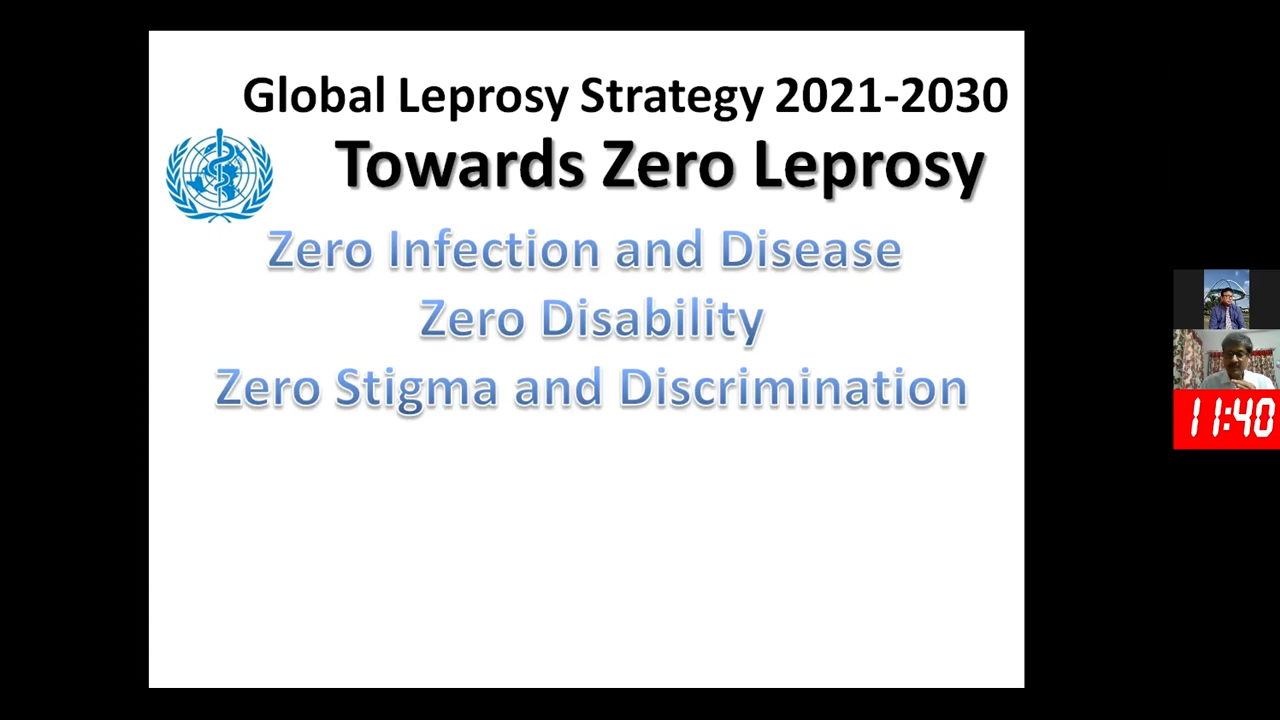 Global Leprosy Strategy 2021-2030
Towards Zero Leprosy
Zero Infection and Disease
Zero Disability
Zero Stigma and Discrimination
11:40